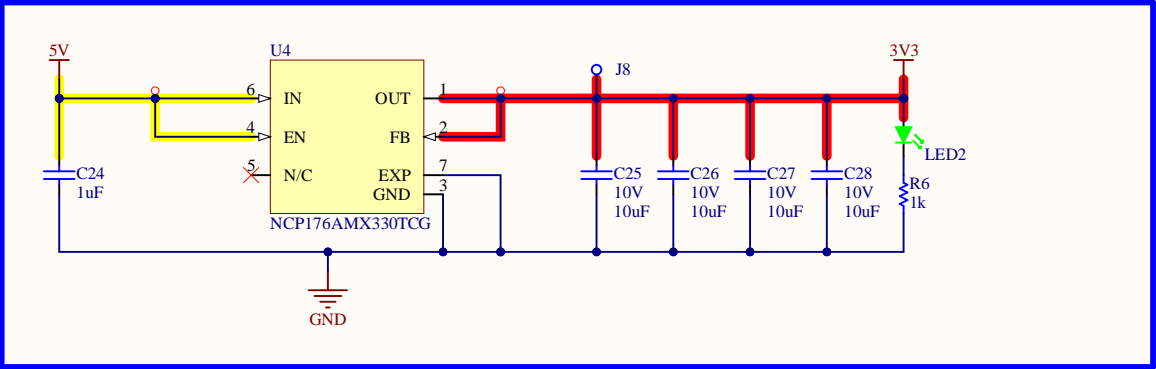 5V
U4
J8
3V3
6
IN
OUT
1
4
EN
FB
2
5
N/C
EXP
7
GND
3
C24
1uF
NCP176AMX330TCG
C25
10V
10uF
C26
10V
10uF
C27
10V
10uF
C28
10V
10uF
LED2
R6
1k
GND